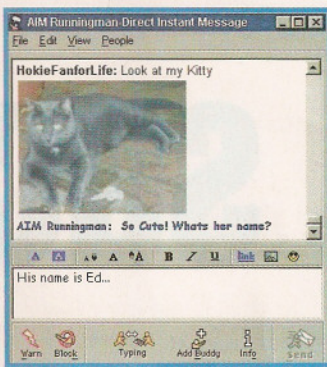 AIM Runningman-Direct Instant Message
File Edit View People
HokieFanforLife: Look at my Kitty
AIM Runningman: So Cute! Whats her name?
A A A A A B I U link
His name is Ed...
Warn Block Typing Add Buddy Info Send